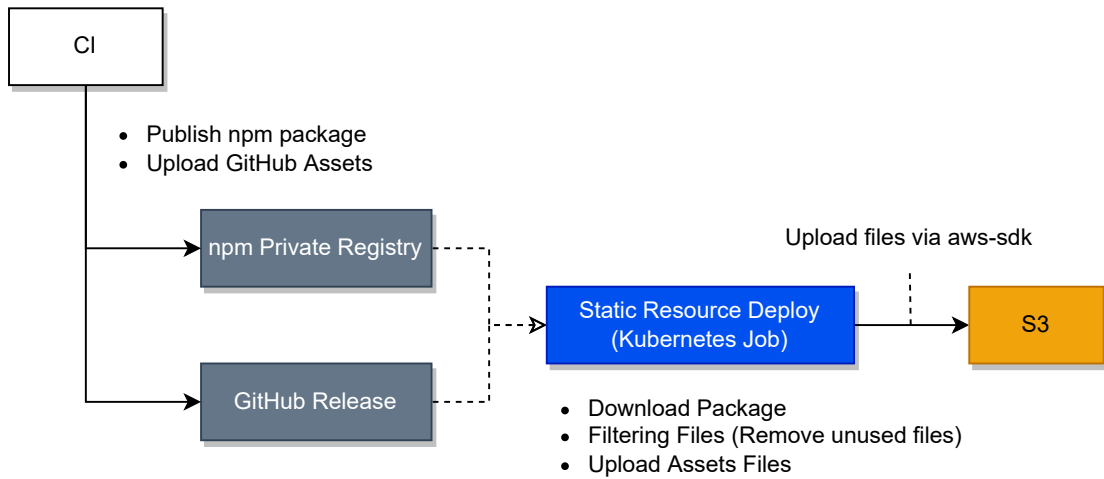 CI
• Publish npm package
• Upload GitHub Assets
npm Private Registry
Upload files via aws-sdk
Static Resource Deploy
(Kubernetes Job)
S3
GitHub Release
• Download Package
• Filtering Files (Remove unused files)
• Upload Assets Files